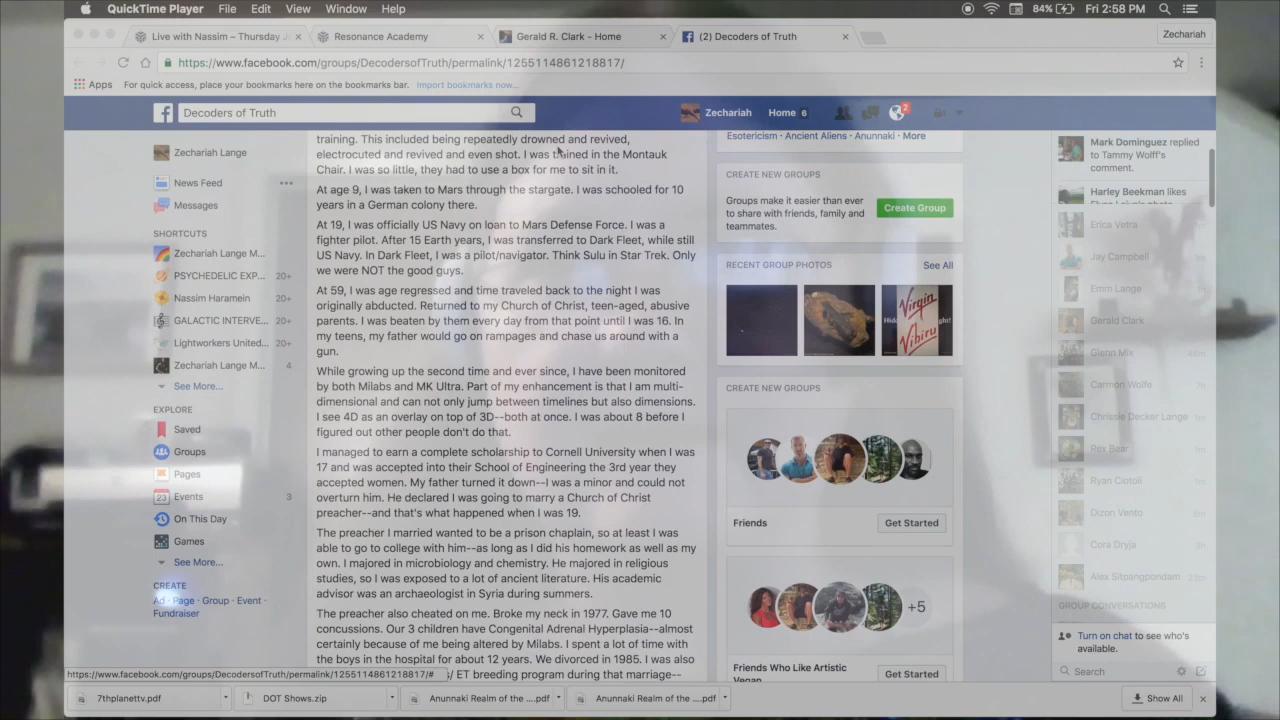 QuickTime Player File Edit View Window Help
84% Fri 2:58 PM
Live with Nassim – Thursday J
Resonance Academy
Gerald R. Clark - Home
(2) Decoders of Truth
Zechariah
https://www.facebook.com/groups/DecodersofTruth/permalink/1255114861218817/
Apps For quick access, place your bookmarks here on the bookmarks bar. Import bookmarks now...
Decoders of Truth
Zechariah Home 6
2
Zechariah Lange
News Feed
Messages
SHORTCUTS
Zechariah Lange M...
PSYCHEDELIC EXP... 20+
Nassim Haramein 20+
GALACTIC INTERVE... 20+
Lightworkers United... 20+
Zechariah Lange M... 4
See More...
EXPLORE
Saved
Groups
Pages
23 Events 3
On This Day
Games
See More...
CREATE
Ad · Page · Group · Event ·
Fundraiser
training. This included being repeatedly drowned and revived,
electrocuted and revived and even shot. I was trained in the Montauk
Chair. I was so little, they had to use a box for me to sit in it.
At age 9, I was taken to Mars through the stargate. I was schooled for 10
years in a German colony there.
At 19, I was officially US Navy on loan to Mars Defense Force. I was a
fighter pilot. After 15 Earth years, I was transferred to Dark Fleet, while still
US Navy. In Dark Fleet, I was a pilot/navigator. Think Sulu in Star Trek. Only
we were NOT the good guys.
At 59, I was age regressed and time traveled back to the night I was
originally abducted. Returned to my Church of Christ, teen-aged, abusive
parents. I was beaten by them every day from that point until I was 16. In
my teens, my father would go on rampages and chase us around with a
gun.
While growing up the second time and ever since, I have been monitored
by both Milabs and MK Ultra. Part of my enhancement is that I am multi-
dimensional and can not only jump between timelines but also dimensions.
I see 4D as an overlay on top of 3D--both at once. I was about 8 before I
figured out other people don't do that.
I managed to earn a complete scholarship to Cornell University when I was
17 and was accepted into their School of Engineering the 3rd year they
accepted women. My father turned it down--I was a minor and could not
overturn him. He declared I was going to marry a Church of Christ
preacher--and that's what happened when I was 19.
The preacher I married wanted to be a prison chaplain, so at least I was
able to go to college with him--as long as I did his homework as well as my
own. I majored in microbiology and chemistry. He majored in religious
studies, so I was exposed to a lot of ancient literature. His academic
advisor was an archaeologist in Syria during summers.
The preacher also cheated on me. Broke my neck in 1977. Gave me 10
concussions. Our 3 children have Congenital Adrenal Hyperplasia--almost
certainly because of me being altered by Milabs. I spent a lot of time with
the boys in the hospital for about 12 years. We divorced in 1985. I was also
/ ET breeding program during that marriage--
Esotericism · Ancient Aliens · Anunnaki · More
CREATE NEW GROUPS
Groups make it easier than ever
to share with friends, family and
teammates.
Create Group
RECENT GROUP PHOTOS See All
Virgin
Vibiru
CREATE NEW GROUPS
Friends
Get Started
+5
Friends Who Like Artistic
Vegan
Get Started
Mark Dominguez replied
to Tammy Wolff's
comment.
Harley Beekman likes
Erica Vetra
Jay Campbell
Emm Lange
Gerald Clark
Glenn Mix 46m
Carmon Wolfe 7h
Chrissie Decker Lange 1m
Rex Bear 1m
Ryan Ciotoli
Dizon Vento
Cora Dryja
Alex Sitpangpondam
GROUP CONVERSATIONS
Turn on chat to see who's
available.
Search
https://www.facebook.com/groups/DecodersofTruth/permalink/1255114861218817/#
7thplanettv.pdf
DOT Shows.zip
Anunnaki Realm of the ....pdf
Anunnaki Realm of the ....pdf
Show All